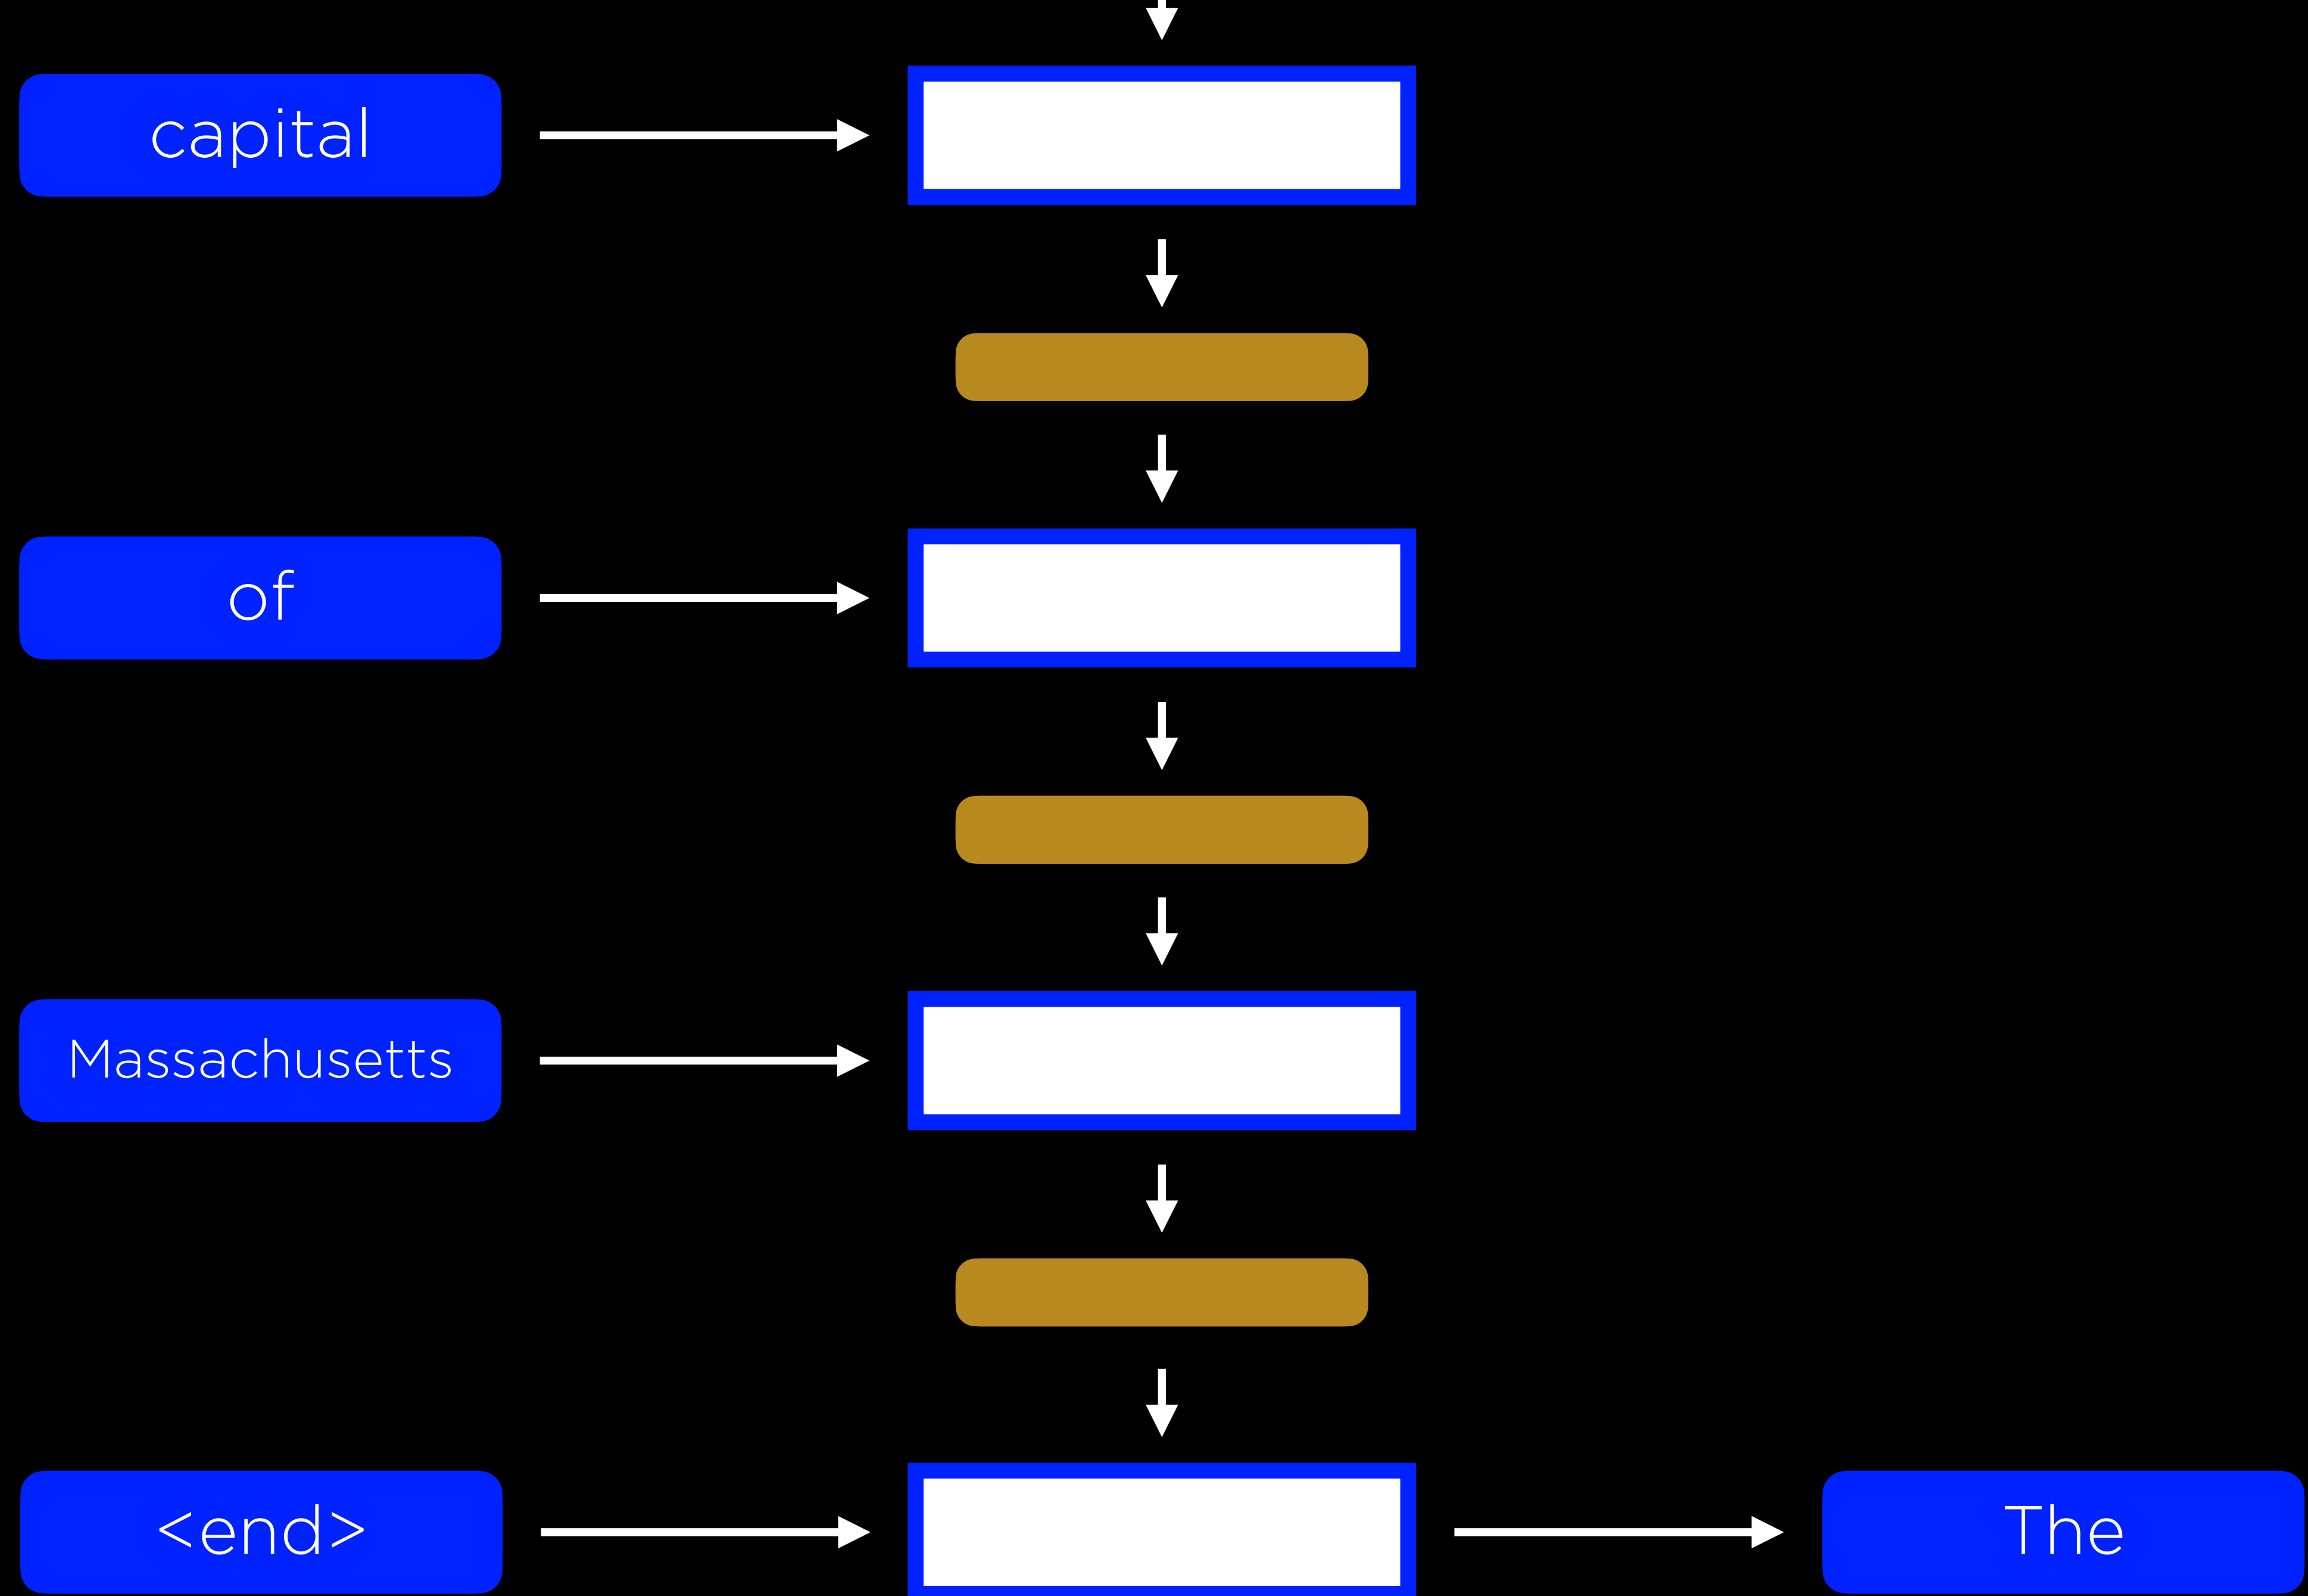 capital
of
Massachusetts
<end>
The